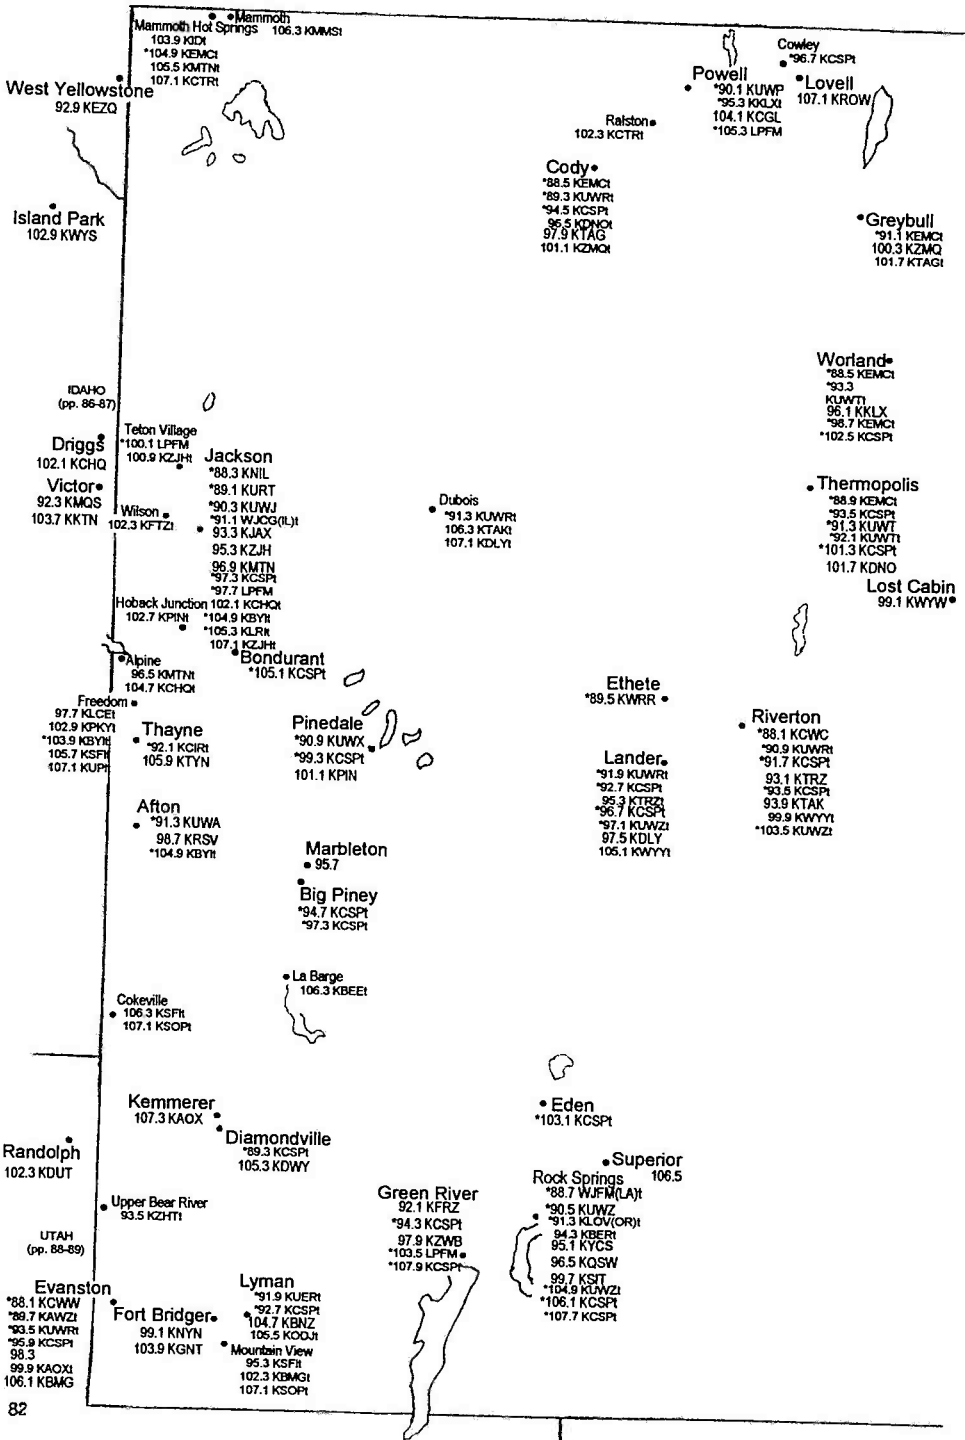 Mammoth
106.3 KMMSt
Mammoth Hot Springs
103.9 KIDt
*104.9 KEMCt
105.5 KMTNt
107.1 KCTRt
West Yellowstone
92.9 KEZQ
Island Park
102.9 KWYS
Cowley
*96.7 KCSPt
Powell
*90.1 KUWP
*95.3 KKLXt
104.1 KCGL
*105.3 LPFM
Lovell
107.1 KROW
Ralston
102.3 KCTRt
Cody
*88.5 KEMCt
*89.3 KUWRt
*94.5 KCSPt
96.5 KDNOt
97.9 KTAG
101.1 KZMQt
Greybull
*91.1 KEMCt
100.3 KZMQ
101.7 KTAGt
Worland
*88.5 KEMCt
*93.3
KUWTt
96.1 KKLX
*98.7 KEMCt
*102.5 KCSPt
IDAHO
(pp. 86-87)
Driggs
102.1 KCHQ
Teton Village
*100.1 LPFM
100.9 KZJHt
Victor
92.3 KMQS
103.7 KKTN
Wilson
102.3 KFTZt
Jackson
*88.3 KNIL
*89.1 KURT
*90.3 KUWJ
*91.1 WJCG(IL)t
93.3 KJAX
95.3 KZJH
96.9 KMTN
*97.3 KCSPt
*97.7 LPFM
102.1 KCHQt
*104.9 KBYIt
*105.3 KLRIt
107.1 KZJHt
Dubois
*91.3 KUWRt
106.3 KTAKt
107.1 KDLYt
Thermopolis
*88.9 KEMCt
*93.5 KCSPt
*91.3 KUWT
*92.1 KUWTt
*101.3 KCSPt
101.7 KDNO
Lost Cabin
99.1 KWYW
Hoback Junction
102.7 KPINt
Bondurant
*105.1 KCSPt
Alpine
96.5 KMTNt
104.7 KCHQt
Freedom
97.7 KLCEt
102.9 KPKYt
*103.9 KBYIt
105.7 KSFIt
107.1 KUPIt
Thayne
*92.1 KCIRt
105.9 KTYN
Pinedale
*90.9 KUWX
*99.3 KCSPt
101.1 KPIN
Ethete
*89.5 KWRR
Riverton
*88.1 KCWC
*90.9 KUWRt
*91.7 KCSPt
93.1 KTRZ
*93.5 KCSPt
93.9 KTAK
99.9 KWYYt
*103.5 KUWZt
Lander
*91.9 KUWRt
*92.7 KCSPt
95.3 KTRZt
*96.7 KCSPt
*97.1 KUWZt
97.5 KDLY
105.1 KWYYt
Afton
*91.3 KUWA
98.7 KRSV
*104.9 KBYIt
Marbleton
95.7
Big Piney
*94.7 KCSPt
*97.3 KCSPt
La Barge
106.3 KBEEt
Cokeville
106.3 KSFIt
107.1 KSOPt
Kemmerer
107.3 KAOX
Diamondville
*89.3 KCSPt
105.3 KDWY
Eden
*103.1 KCSPt
Randolph
102.3 KDUT
Superior
106.5
Rock Springs
*88.7 WJFM(LA)t
*90.5 KUWZ
*91.3 KLOV(OR)t
94.3 KBERt
95.1 KYCS
96.5 KQSW
99.7 KSIT
*104.9 KUWZt
*106.1 KCSPt
*107.7 KCSPt
Upper Bear River
93.5 KZHTt
Green River
92.1 KFRZ
*94.3 KCSPt
97.9 KZWB
*103.5 LPFM
*107.9 KCSPt
UTAH
(pp. 88-89)
Evanston
*88.1 KCWW
*89.7 KAWZt
*93.5 KUWRt
*95.9 KCSPt
98.3
99.9 KAOXt
106.1 KBMG
Fort Bridger
99.1 KNYN
103.9 KGNT
Lyman
*91.9 KUERt
*92.7 KCSPt
104.7 KBNZ
105.5 KODJt
Mountain View
95.3 KSFIt
102.3 KBMGt
107.1 KSOPt
82